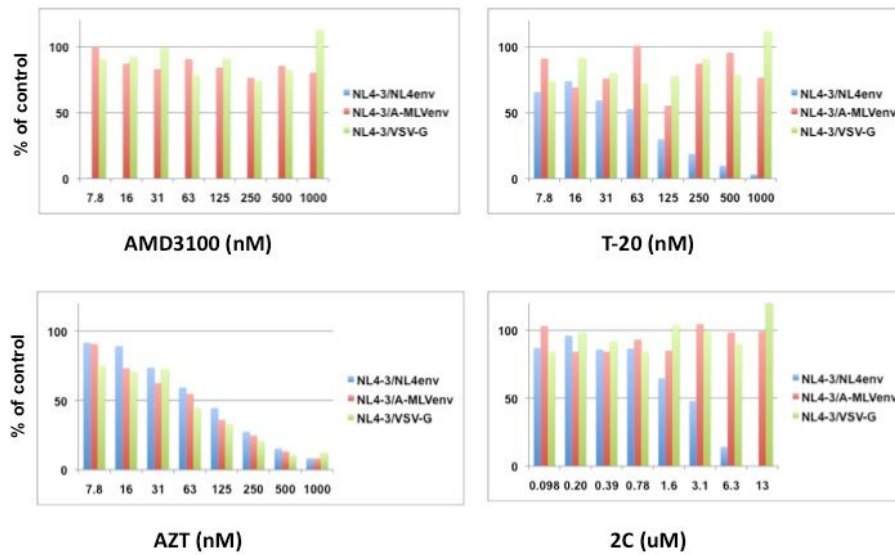 % of control
100
50
0
7.8 16 31 63 125 250 500 1000
NL4-3/NL4env
NL4-3/A-MLVenv
NL4-3/VSV-G
AMD3100 (nM)
100
50
0
7.8 16 31 63 125 250 500 1000
NL4-3/NL4env
NL4-3/A-MLVenv
NL4-3/VSV-G
T-20 (nM)
% of control
100
50
0
7.8 16 31 63 125 250 500 1000
NL4-3/NL4env
NL4-3/A-MLVenv
NL4-3/VSV-G
AZT (nM)
100
50
0
0.098 0.20 0.39 0.78 1.6 3.1 6.3 13
NL4-3/NL4env
NL4-3/A-MLVenv
NL4-3/VSV-G
2C (uM)